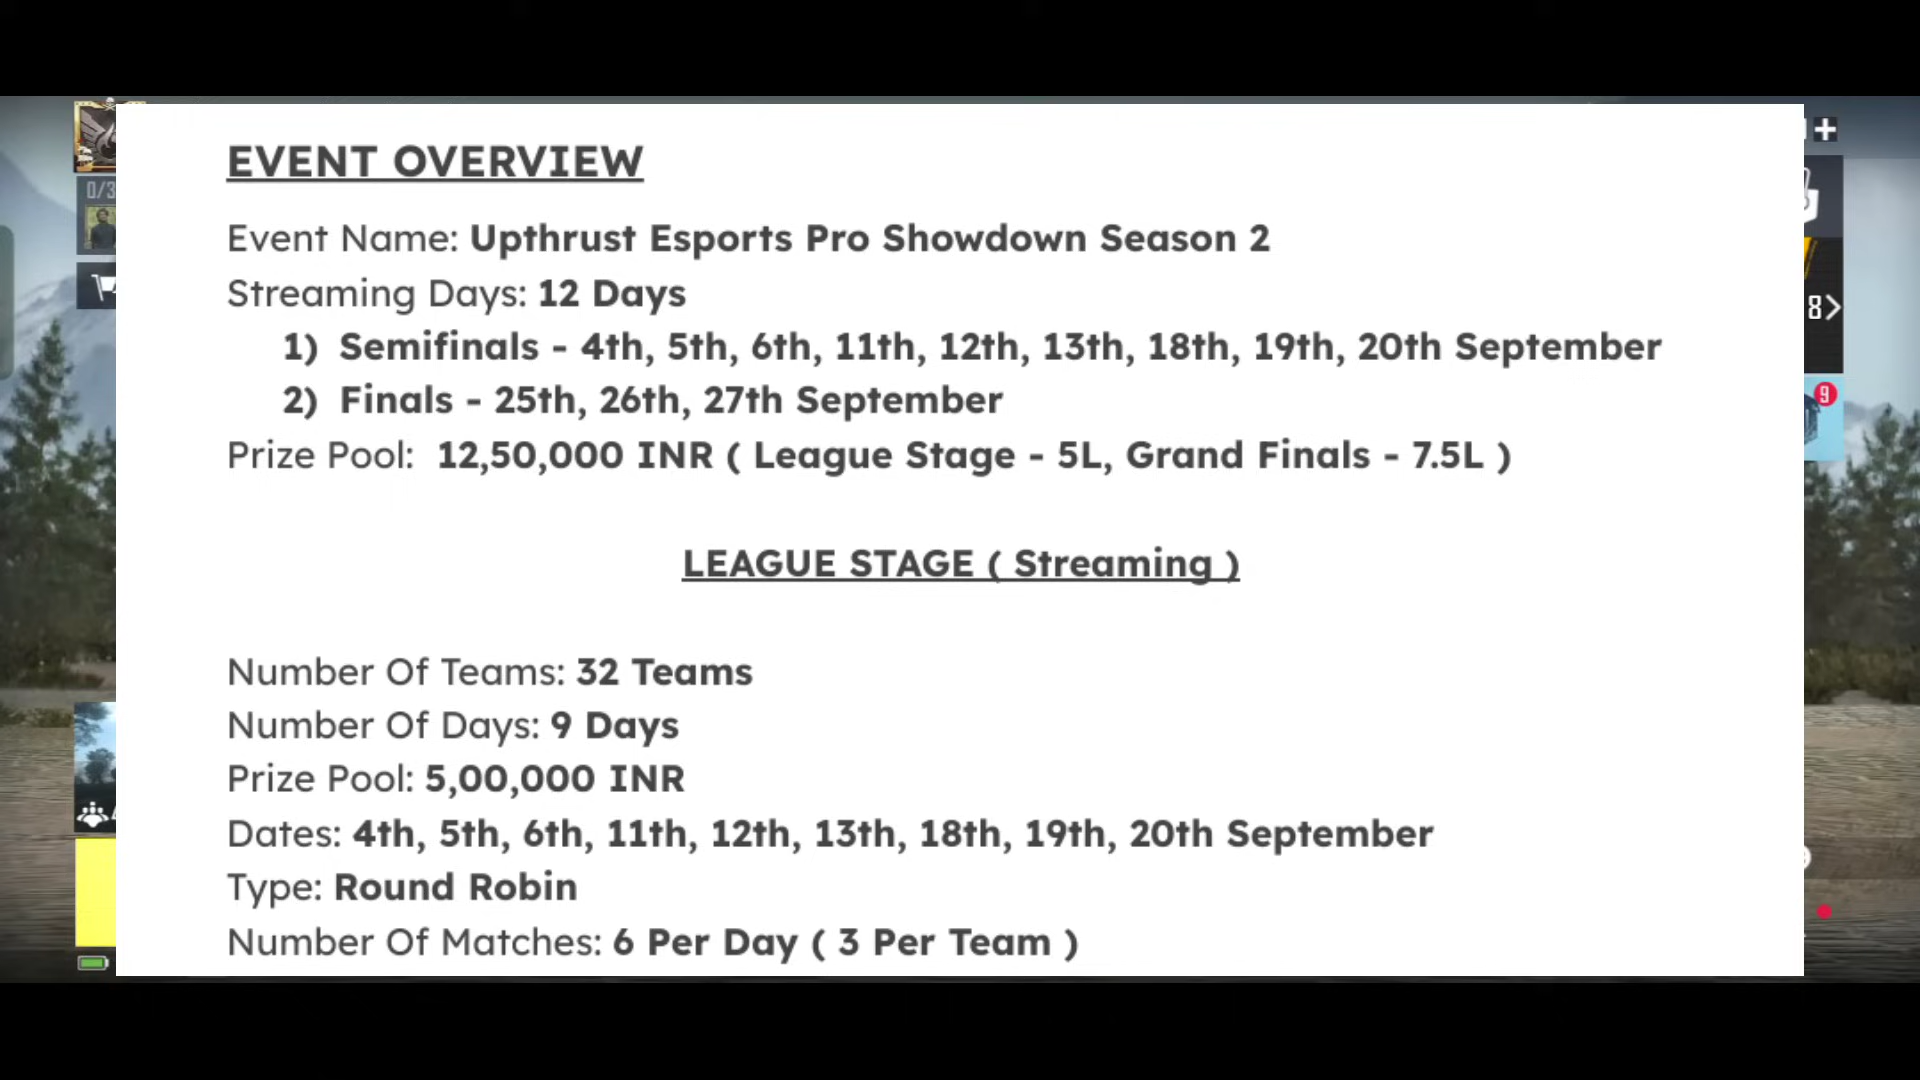 EVENT OVERVIEW
Event Name: Upthrust Esports Pro Showdown Season 2
Streaming Days: 12 Days
1) Semifinals - 4th, 5th, 6th, 11th, 12th, 13th, 18th, 19th, 20th September
2) Finals - 25th, 26th, 27th September
Prize Pool: 12,50,000 INR ( League Stage - 5L, Grand Finals - 7.5L )
LEAGUE STAGE ( Streaming )
Number Of Teams: 32 Teams
Number Of Days: 9 Days
Prize Pool: 5,00,000 INR
Dates: 4th, 5th, 6th, 11th, 12th, 13th, 18th, 19th, 20th September
Type: Round Robin
Number Of Matches: 6 Per Day ( 3 Per Team )
0/3
8
9